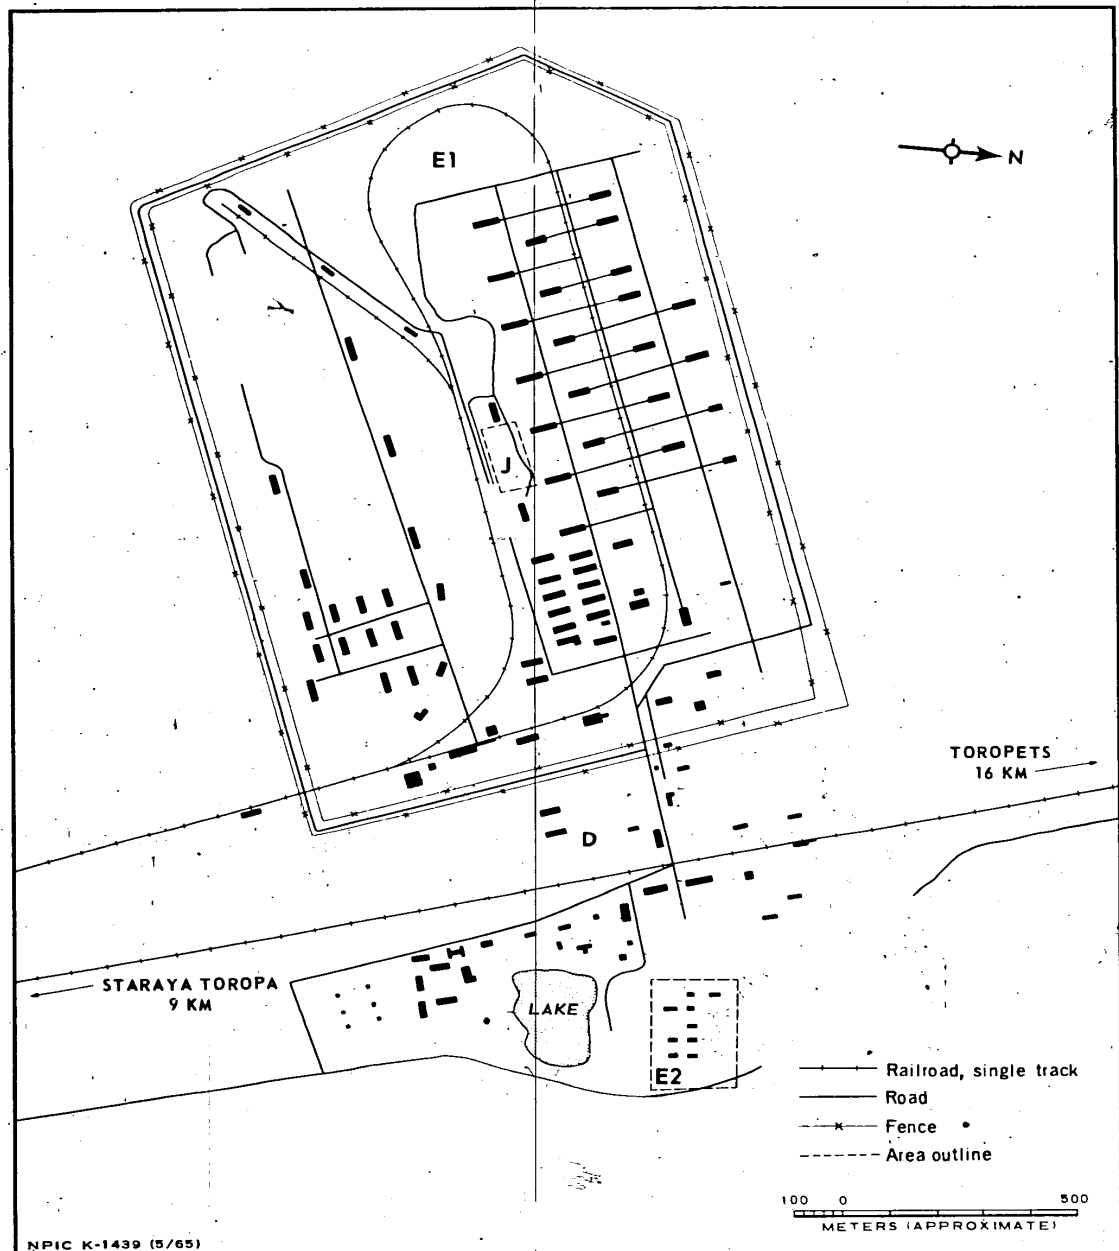 E1
N
J
TOROPETS
16 KM
D
STARAYA TOROPA
9 KM
LAKE
E2
Railroad, single track
Road
Fence
Area outline
100 0 500
METERS (APPROXIMATE)
NPIC K-1439 (5/65)